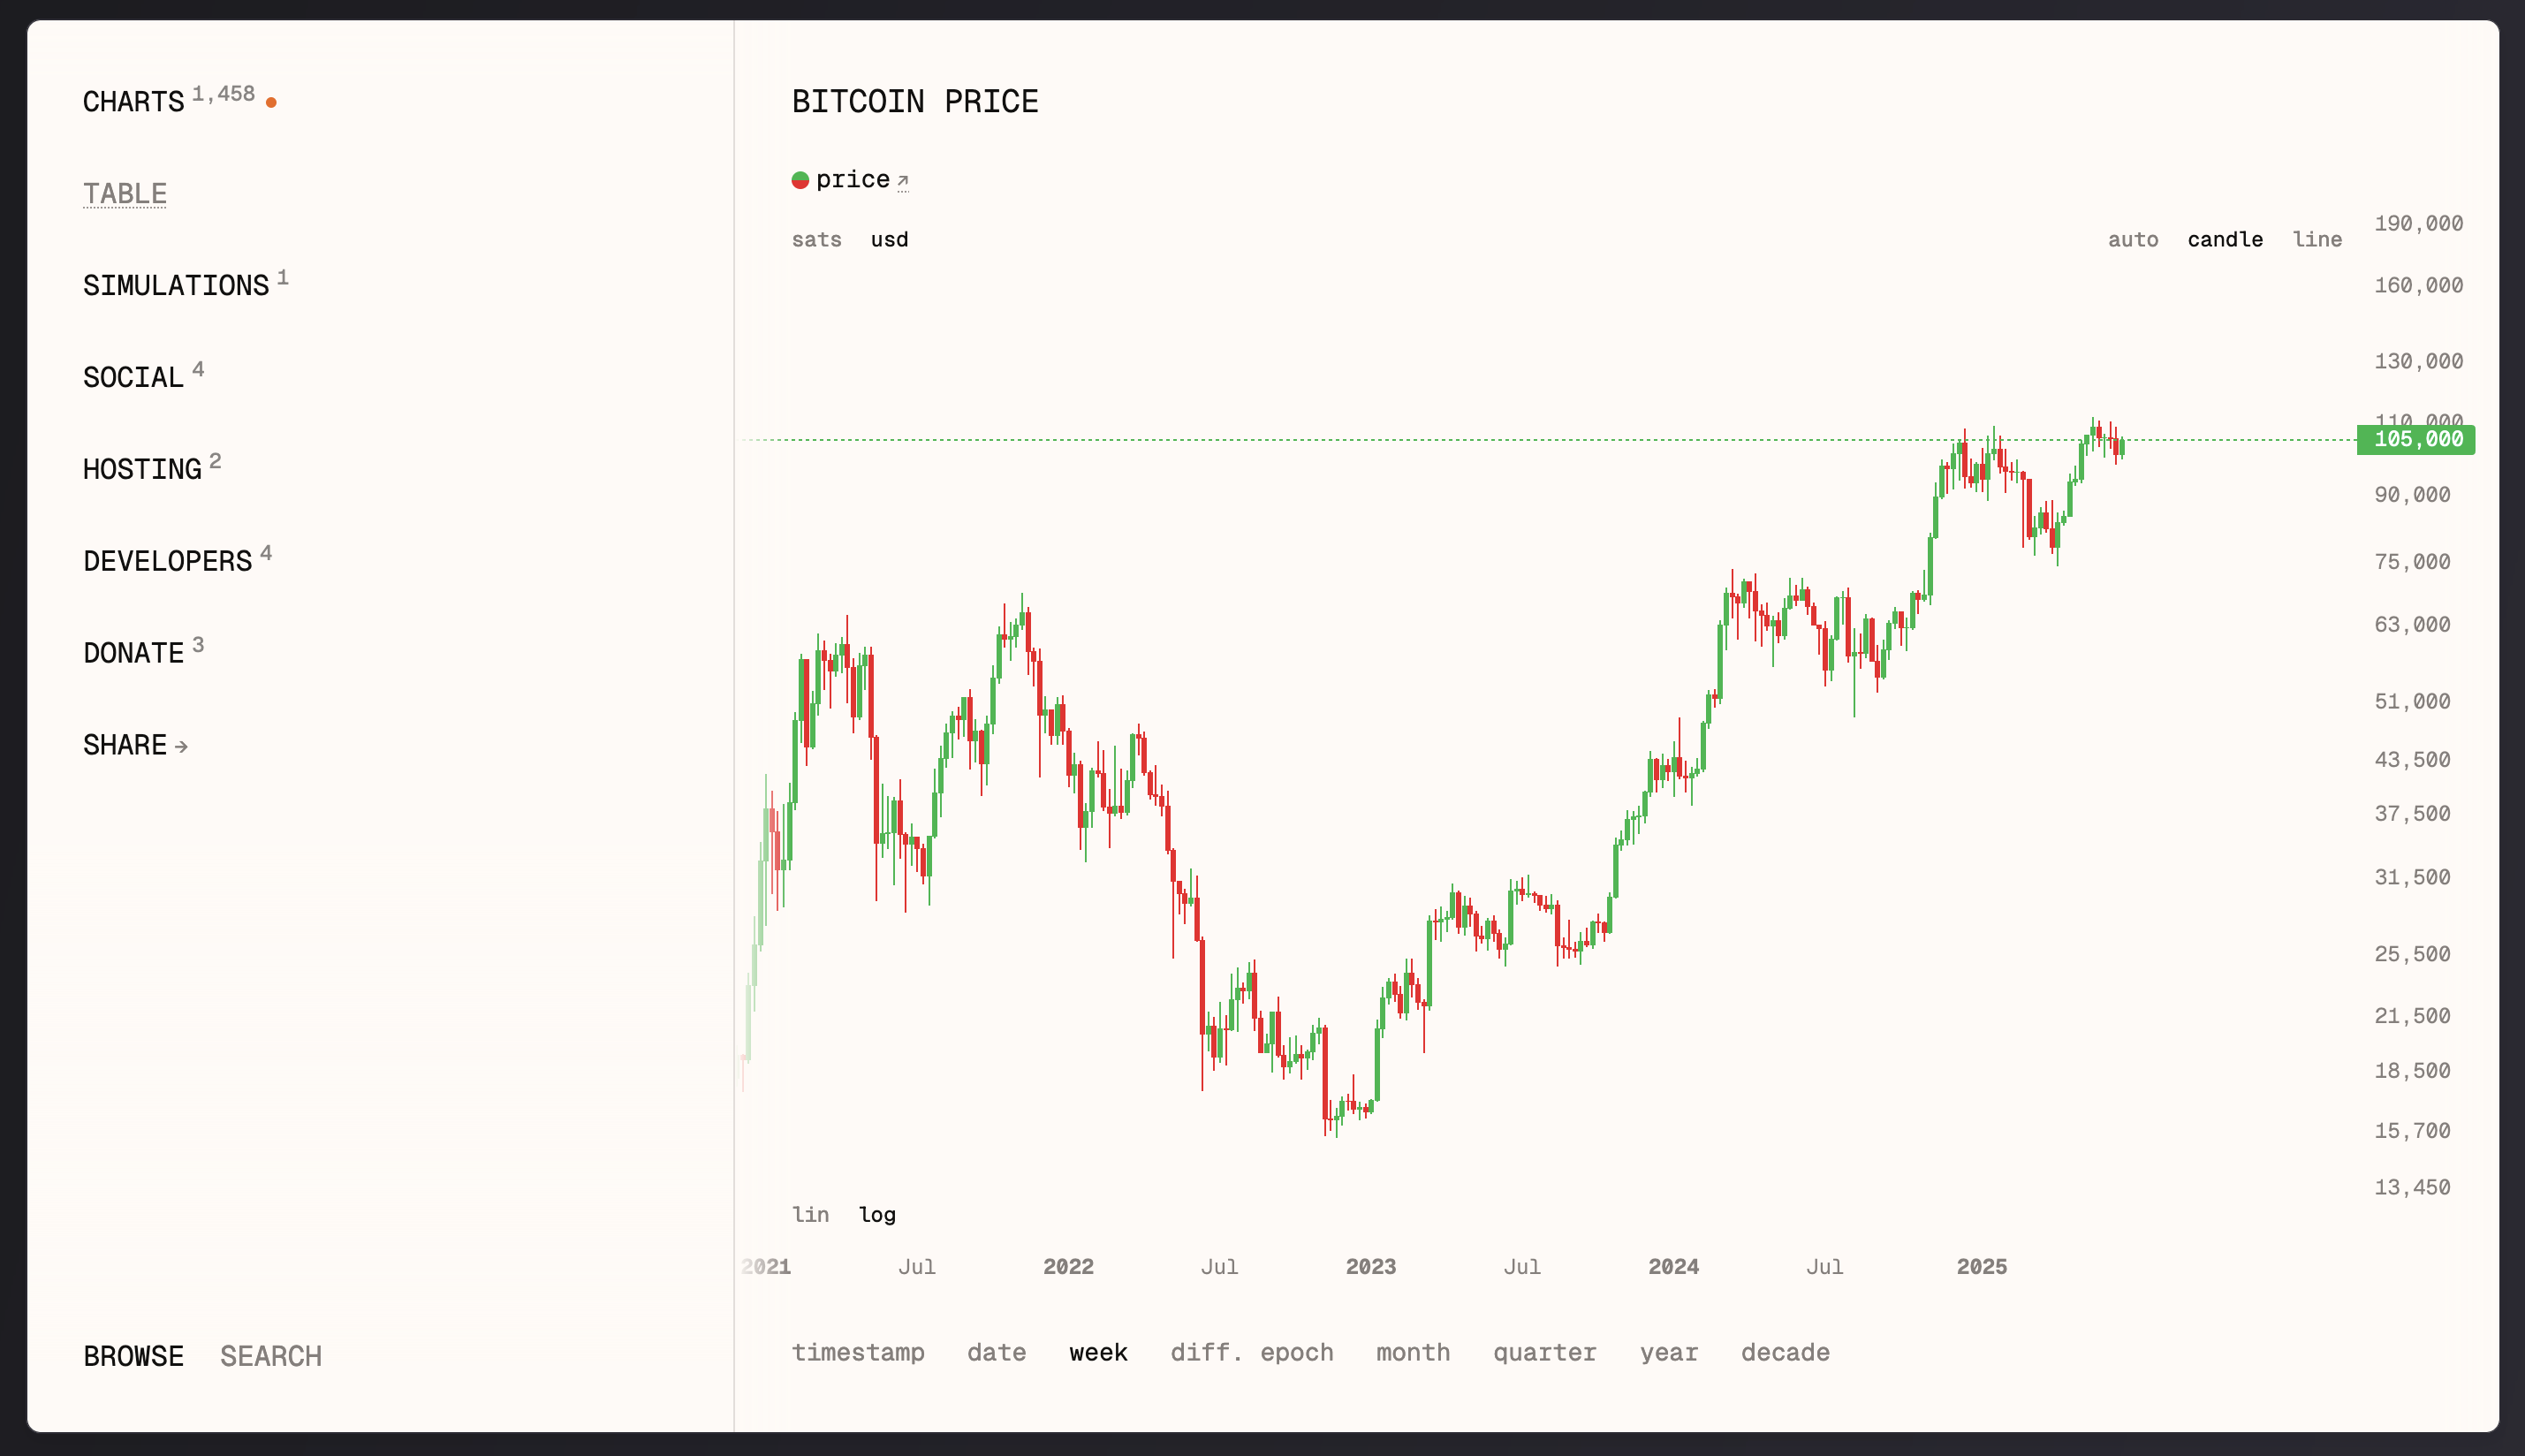 CHARTS 1,458
TABLE
SIMULATIONS 1
SOCIAL 4
HOSTING 2
DEVELOPERS 4
DONATE 3
SHARE →
BROWSE SEARCH
BITCOIN PRICE
price ↗
sats usd
auto candle line
190,000
160,000
130,000
110,000
105,000
90,000
75,000
63,000
51,000
43,500
37,500
31,500
25,500
21,500
18,500
15,700
13,450
lin log
2021 Jul 2022 Jul 2023 Jul 2024 Jul 2025
timestamp date week diff. epoch month quarter year decade